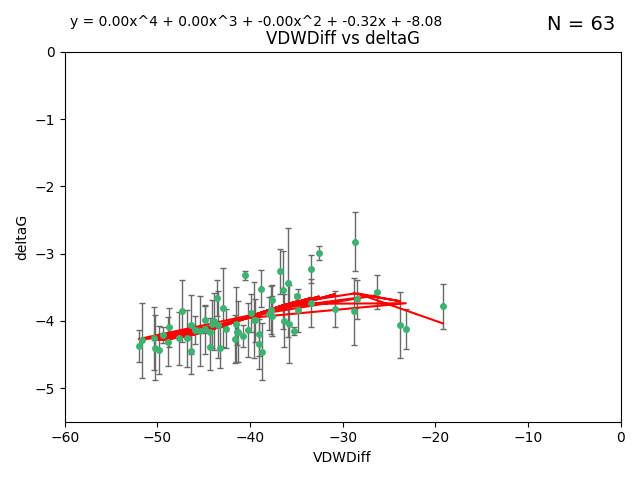 y = 0.00x^4 + 0.00x^3 + -0.00x^2 + -0.32x + -8.08
N = 63
VDWDiff vs deltaG
0
−1
−2
−3
−4
−5
deltaG
−60 −50 −40 −30 −20 −10 0
VDWDiff